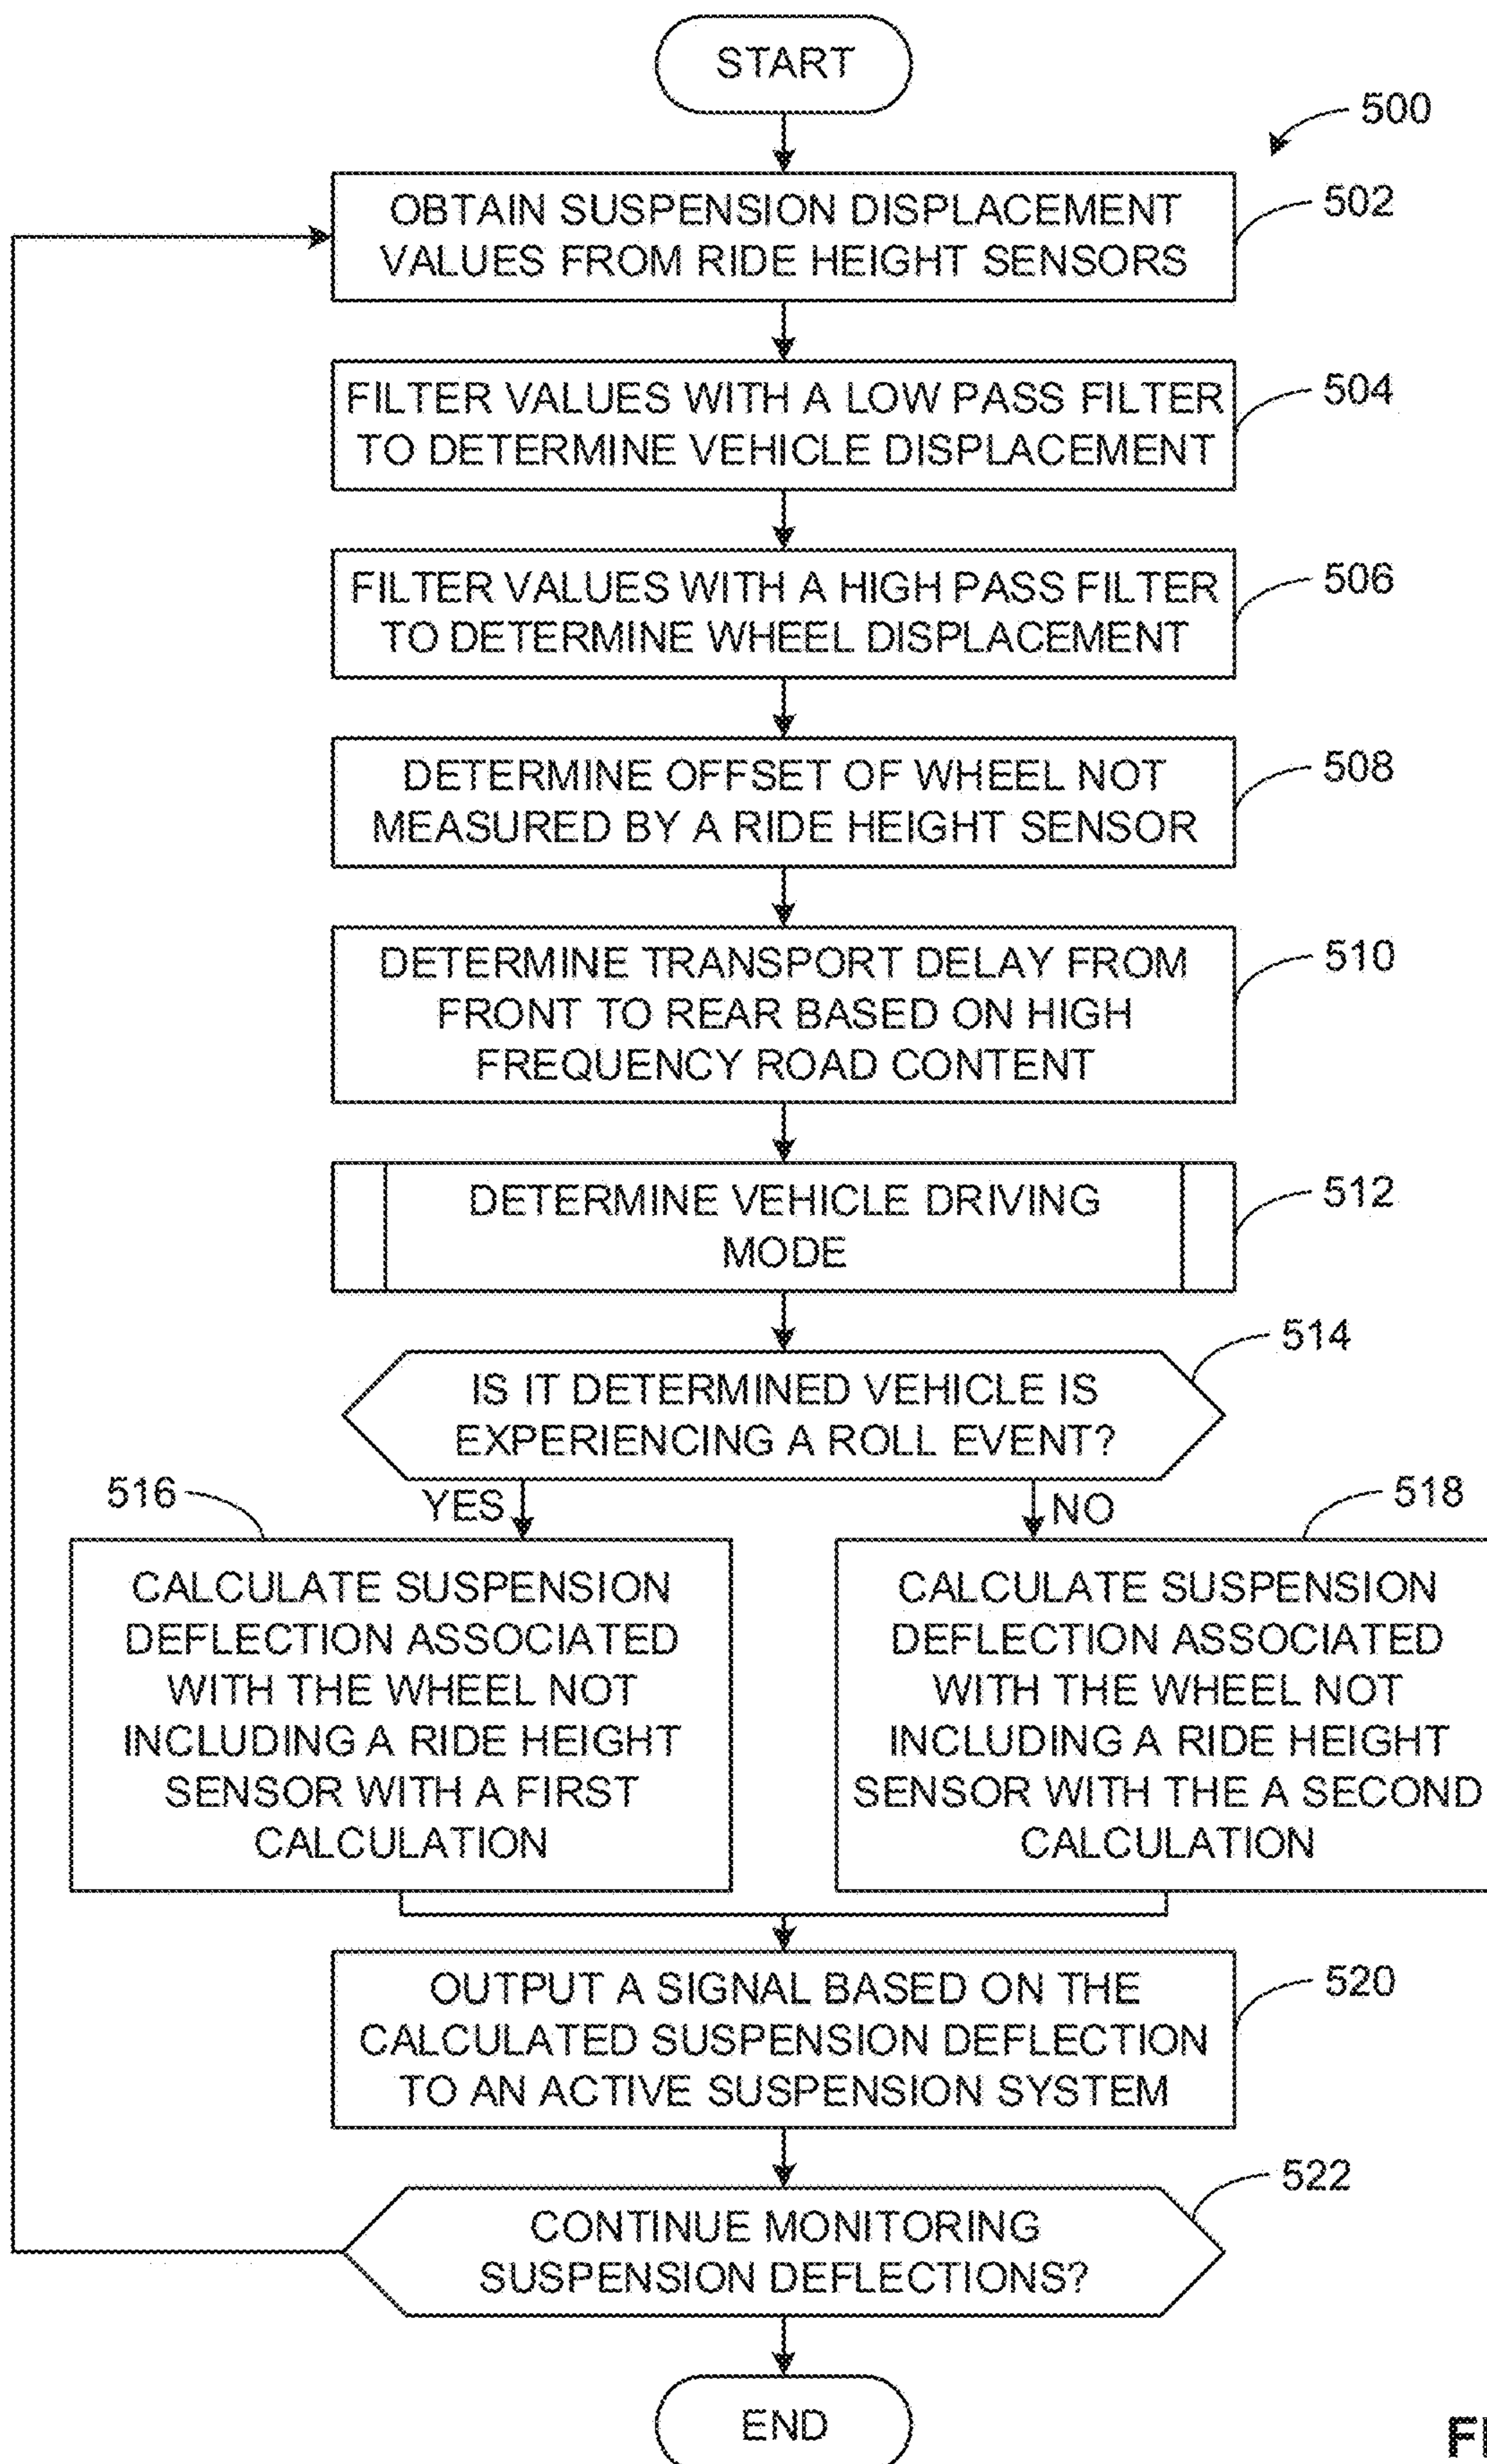 START
500
OBTAIN SUSPENSION DISPLACEMENT
VALUES FROM RIDE HEIGHT SENSORS
502
FILTER VALUES WITH A LOW PASS FILTER
TO DETERMINE VEHICLE DISPLACEMENT
504
FILTER VALUES WITH A HIGH PASS FILTER
TO DETERMINE WHEEL DISPLACEMENT
506
DETERMINE OFFSET OF WHEEL NOT
MEASURED BY A RIDE HEIGHT SENSOR
508
DETERMINE TRANSPORT DELAY FROM
FRONT TO REAR BASED ON HIGH
FREQUENCY ROAD CONTENT
510
DETERMINE VEHICLE DRIVING
MODE
512
IS IT DETERMINED VEHICLE IS
EXPERIENCING A ROLL EVENT?
514
YES
NO
516
CALCULATE SUSPENSION
DEFLECTION ASSOCIATED
WITH THE WHEEL NOT
INCLUDING A RIDE HEIGHT
SENSOR WITH A FIRST
CALCULATION
518
CALCULATE SUSPENSION
DEFLECTION ASSOCIATED
WITH THE WHEEL NOT
INCLUDING A RIDE HEIGHT
SENSOR WITH THE A SECOND
CALCULATION
OUTPUT A SIGNAL BASED ON THE
CALCULATED SUSPENSION DEFLECTION
TO AN ACTIVE SUSPENSION SYSTEM
520
CONTINUE MONITORING
SUSPENSION DEFLECTIONS?
522
END